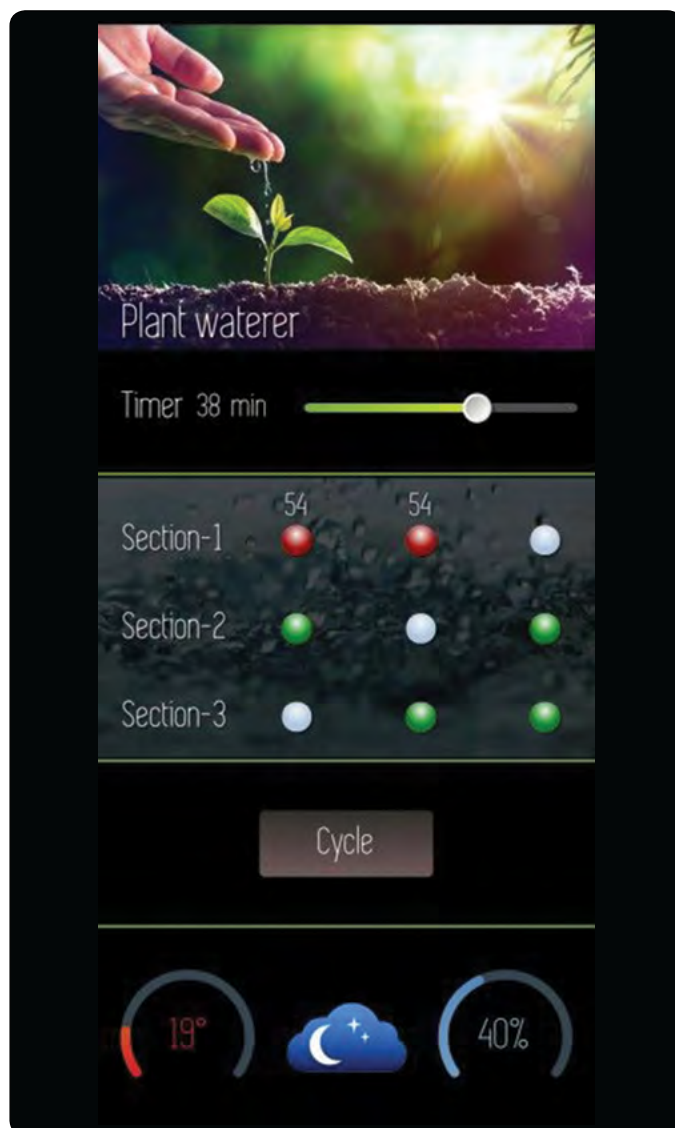 Plant waterer
Timer 38 min
54 54
Section-1
Section-2
Section-3
Cycle
19° 40%